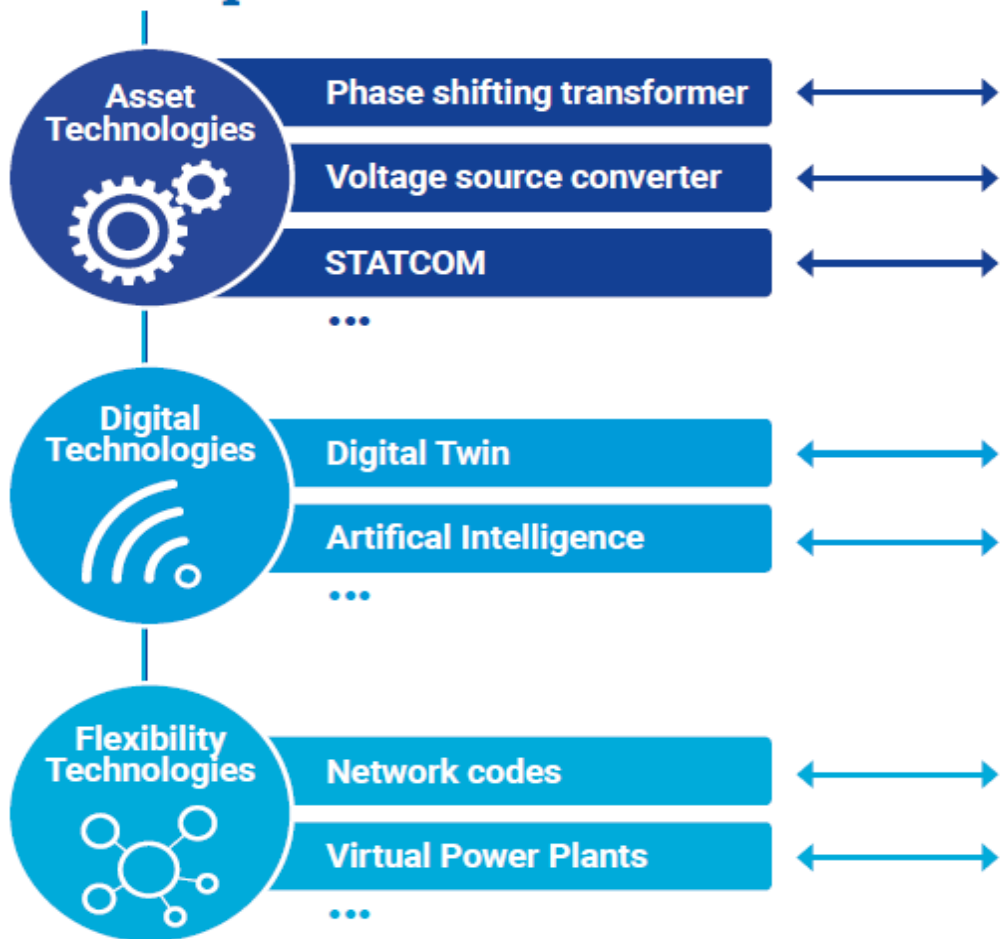 Asset
Technologies
Phase shifting transformer
Voltage source converter
STATCOM
...
Digital
Technologies
Digital Twin
Artifical Intelligence
...
Flexibility
Technologies
Network codes
Virtual Power Plants
...